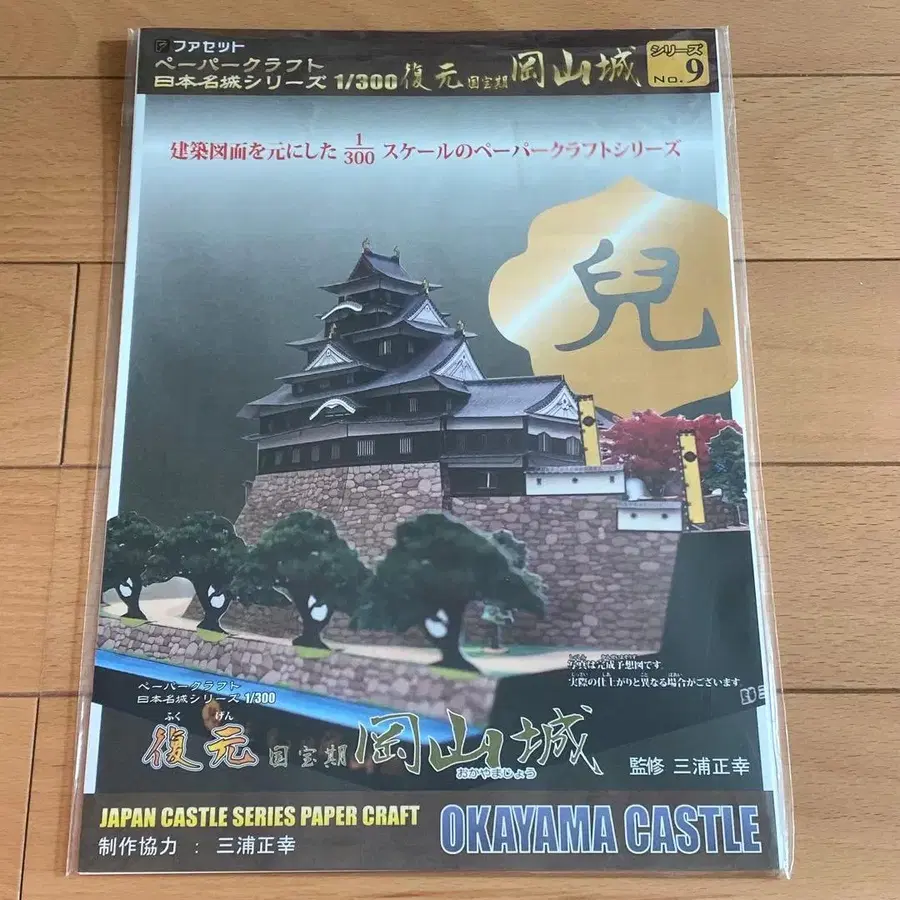 ファセット
ペーパークラフト
日本名城シリーズ 1/300 復元 国宝期 岡山城
シリーズ
No.9
建築図面を元にした 1/300 スケールのペーパークラフトシリーズ
兒
写真は完成予想図です
実際の仕上がりと異なる場合がございます
ペーパークラフト
日本名城シリーズ 1/300
ふく げん
復元 国宝期 岡山城
おかやまじょう
監修 三浦正幸
JAPAN CASTLE SERIES PAPER CRAFT
OKAYAMA CASTLE
制作協力 : 三浦正幸